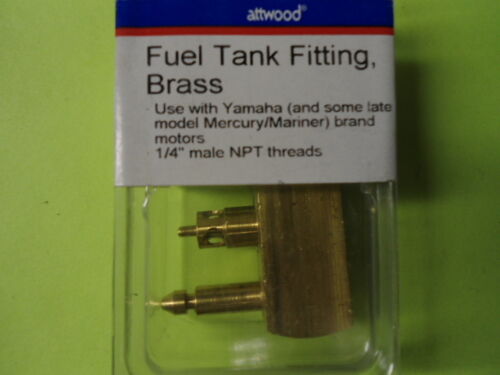 attwood®
Fuel Tank Fitting,
Brass
Use with Yamaha (and some late
model Mercury/Mariner) brand
motors
1/4" male NPT threads